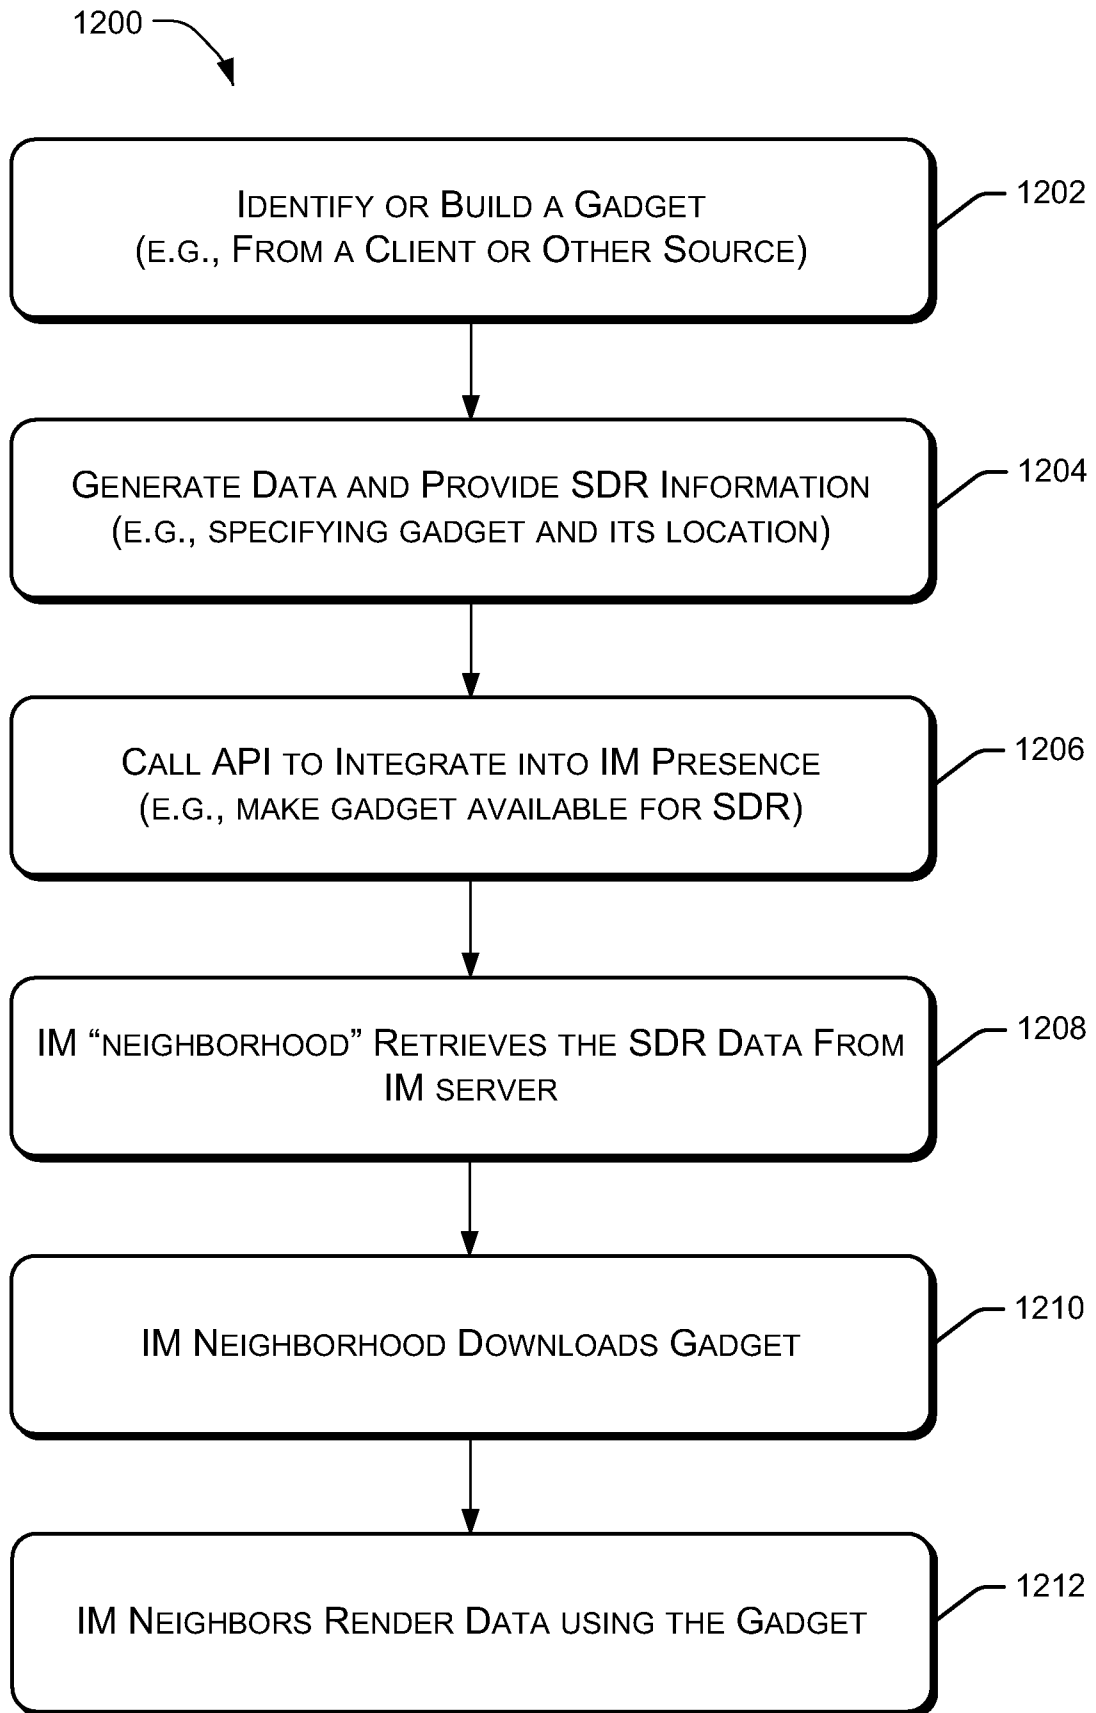 1200
IDENTIFY OR BUILD A GADGET
(E.G., FROM A CLIENT OR OTHER SOURCE)
1202
GENERATE DATA AND PROVIDE SDR INFORMATION
(E.G., SPECIFYING GADGET AND ITS LOCATION)
1204
CALL API TO INTEGRATE INTO IM PRESENCE
(E.G., MAKE GADGET AVAILABLE FOR SDR)
1206
IM “NEIGHBORHOOD” RETRIEVES THE SDR DATA FROM
IM SERVER
1208
IM NEIGHBORHOOD DOWNLOADS GADGET
1210
IM NEIGHBORS RENDER DATA USING THE GADGET
1212